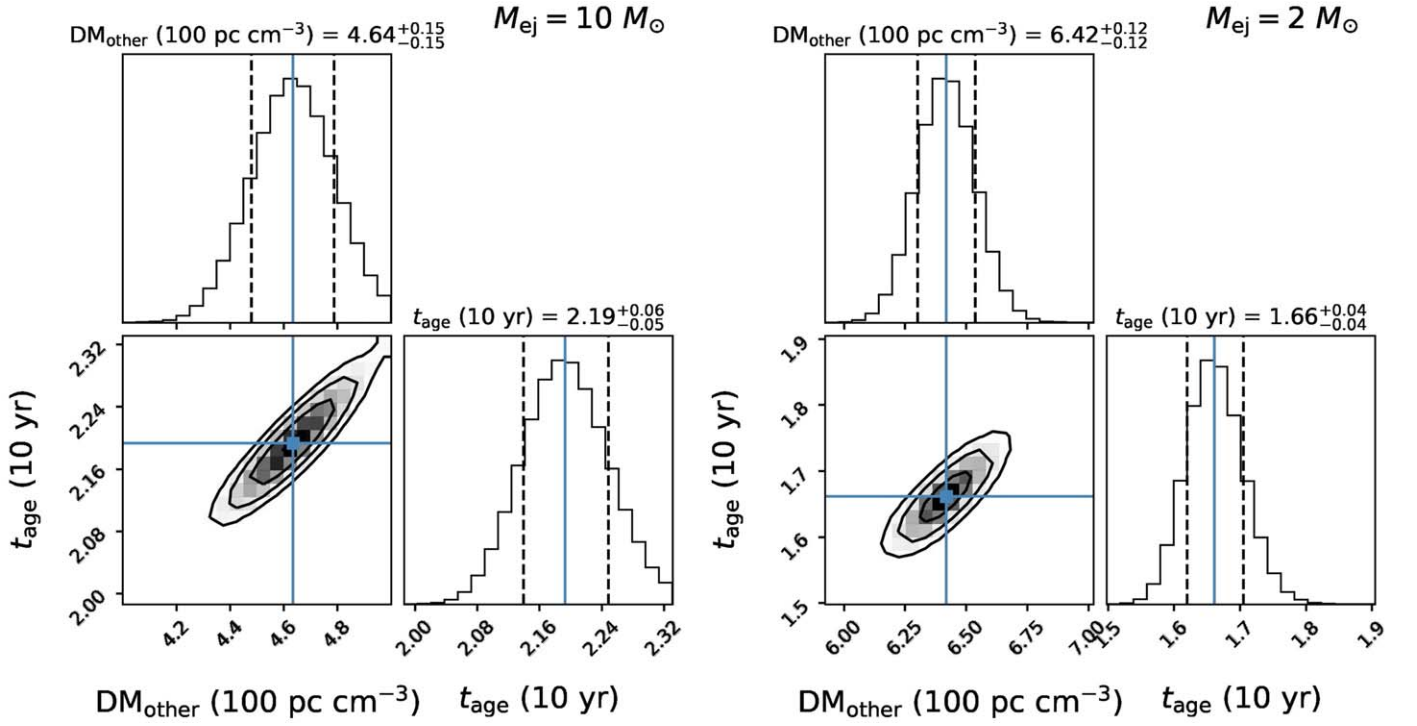 M_ej = 10 M_⊙
M_ej = 2 M_⊙
DM_other (100 pc cm^−3) = 4.64^+0.15_−0.15
DM_other (100 pc cm^−3) = 6.42^+0.12_−0.12
t_age (10 yr) = 2.19^+0.06_−0.05
t_age (10 yr) = 1.66^+0.04_−0.04
t_age (10 yr)
2.32
2.24
2.16
2.08
2.00
4.2 4.4 4.6 4.8
DM_other (100 pc cm^−3)
2.00 2.08 2.16 2.24 2.32
t_age (10 yr)
t_age (10 yr)
1.9
1.8
1.7
1.6
1.5
6.00 6.25 6.50 6.75 7.00
DM_other (100 pc cm^−3)
1.5 1.6 1.7 1.8 1.9
t_age (10 yr)